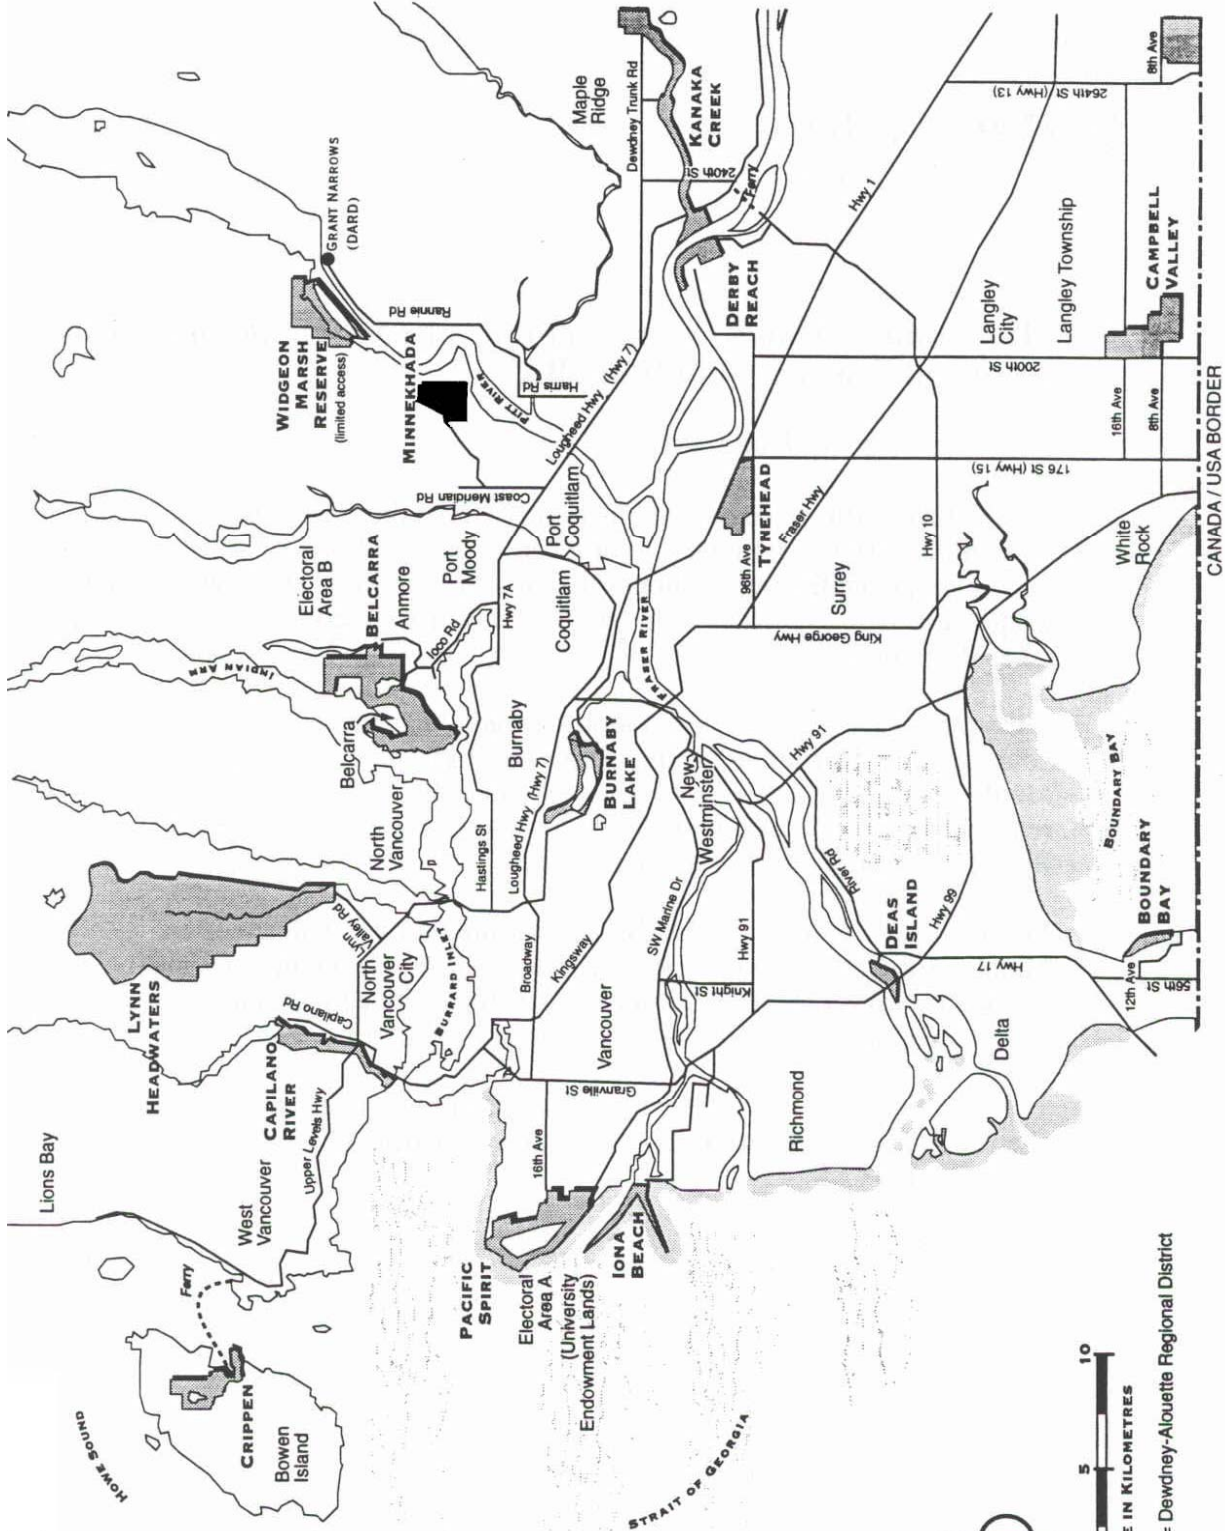 HOWE SOUND
CRIPPEN
Bowen
Island
Ferry
Lions Bay
West
Vancouver
Upper Levels Hwy
CAPILANO
RIVER
Capilano Rd
LYNN
HEADWATERS
Lynn
Valley Rd
North
Vancouver
City
North
Vancouver
BURRARD INLET
INDIAN ARM
Belcarra
BELCARRA
Electoral
Area B
Anmore
Ioco Rd
Port
Moody
WIDGEON
MARSH
RESERVE
(limited access)
GRANT NARROWS
(DARD)
MINNEKHADA
Rannie Rd
PITT RIVER
Harris Rd
Coast Meridian Rd
Lougheed Hwy (Hwy 7)
Port
Coquitlam
Coquitlam
Hwy 7A
Maple
Ridge
Dewdney Trunk Rd
KANAKA
CREEK
240th St
Ferry
DERBY
REACH
Hastings St
Burnaby
Lougheed Hwy (Hwy 7)
BURNABY
LAKE
Broadway
Kingsway
Vancouver
SW Marine Dr
New
Westminster
Granville St
Knight St
16th Ave
PACIFIC
SPIRIT
Electoral
Area A
(University
Endowment Lands)
IONA
BEACH
STRAIT OF GEORGIA
Richmond
Hwy 91
Hwy 91
River Rd
DEAS
ISLAND
Hwy 99
Hwy 17
Delta
FRASER RIVER
96th Ave
TYNEHEAD
Fraser Hwy
Surrey
King George Hwy
Hwy 10
176 St (Hwy 15)
Hwy 1
200th St
Langley
City
Langley Township
264th St (Hwy 13)
8th Ave
CAMPBELL
VALLEY
16th Ave
8th Ave
White
Rock
BOUNDARY BAY
BOUNDARY
BAY
12th Ave
56th St
CANADA / USA BORDER
5
10
E IN KILOMETRES
= Dewdney-Alouette Regional District